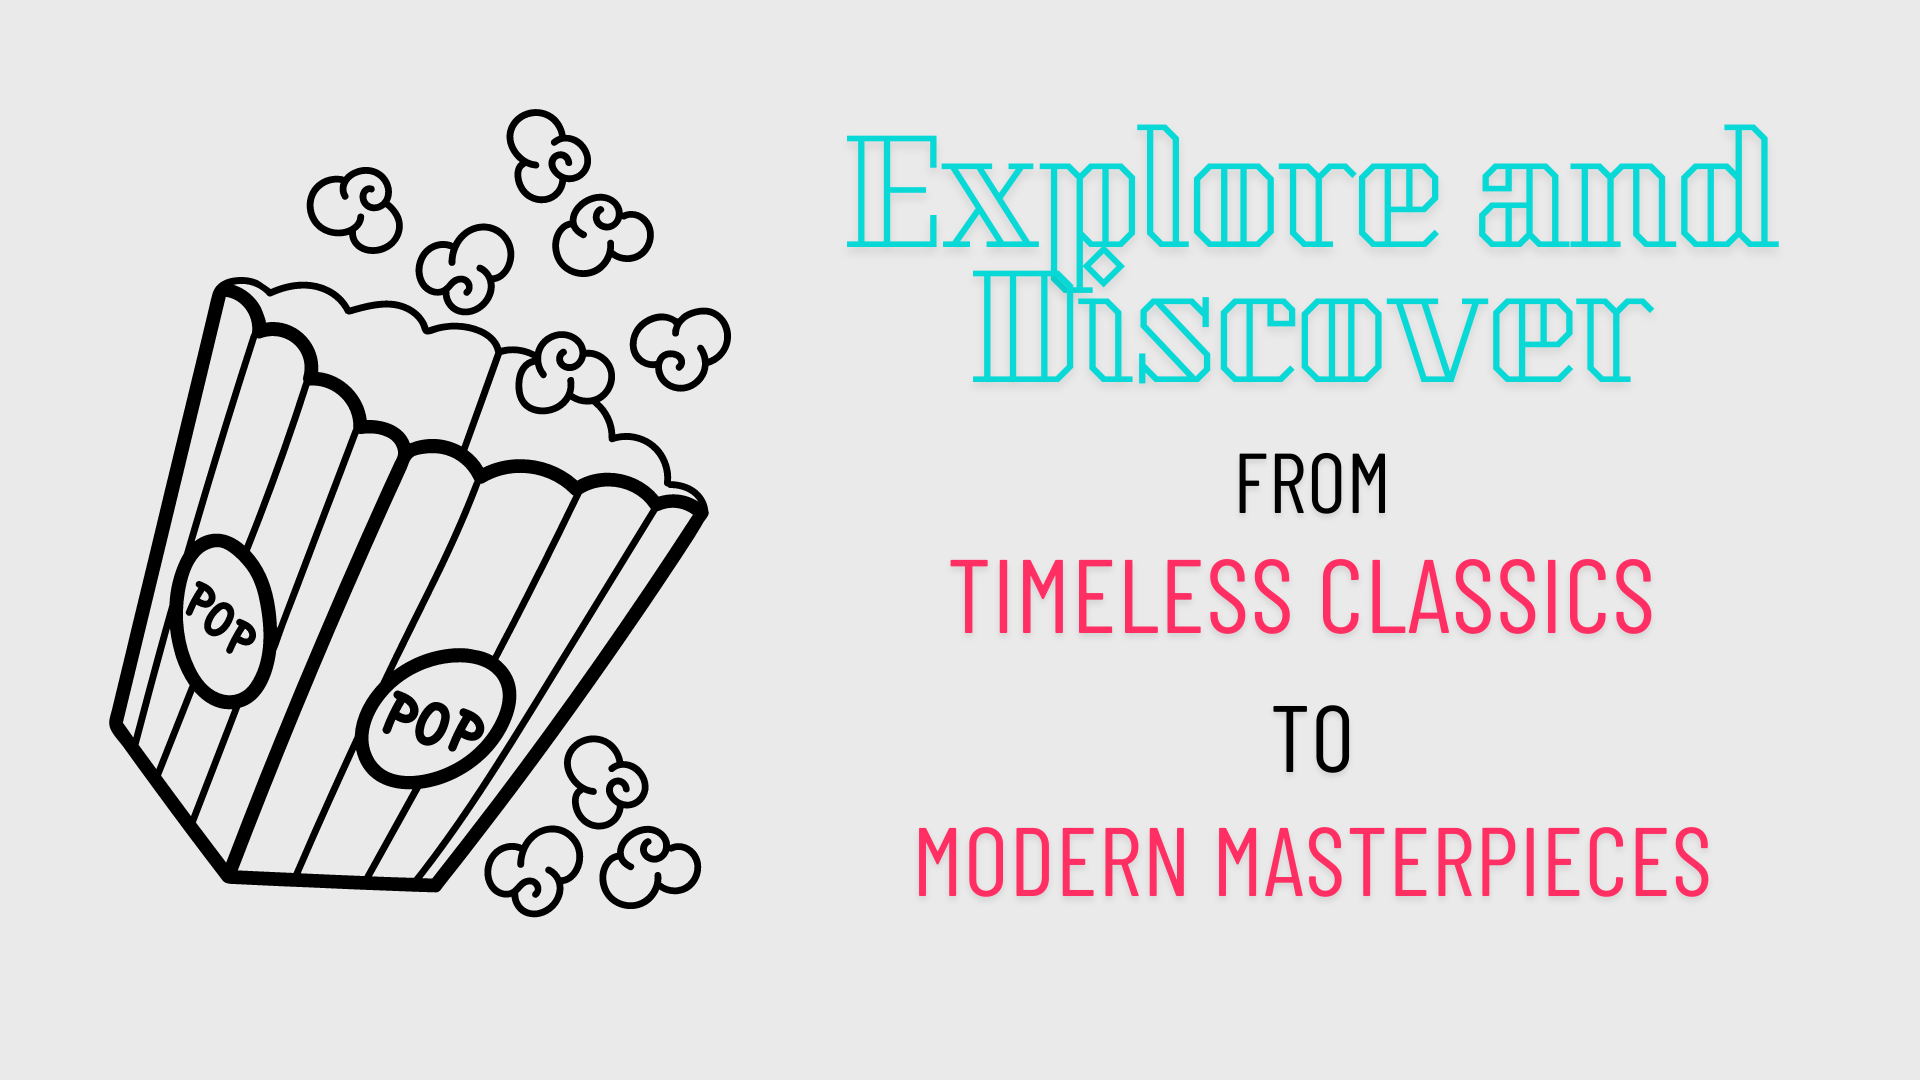 Explore and
Discover
FROM
TIMELESS CLASSICS
TO
MODERN MASTERPIECES
POP
POP